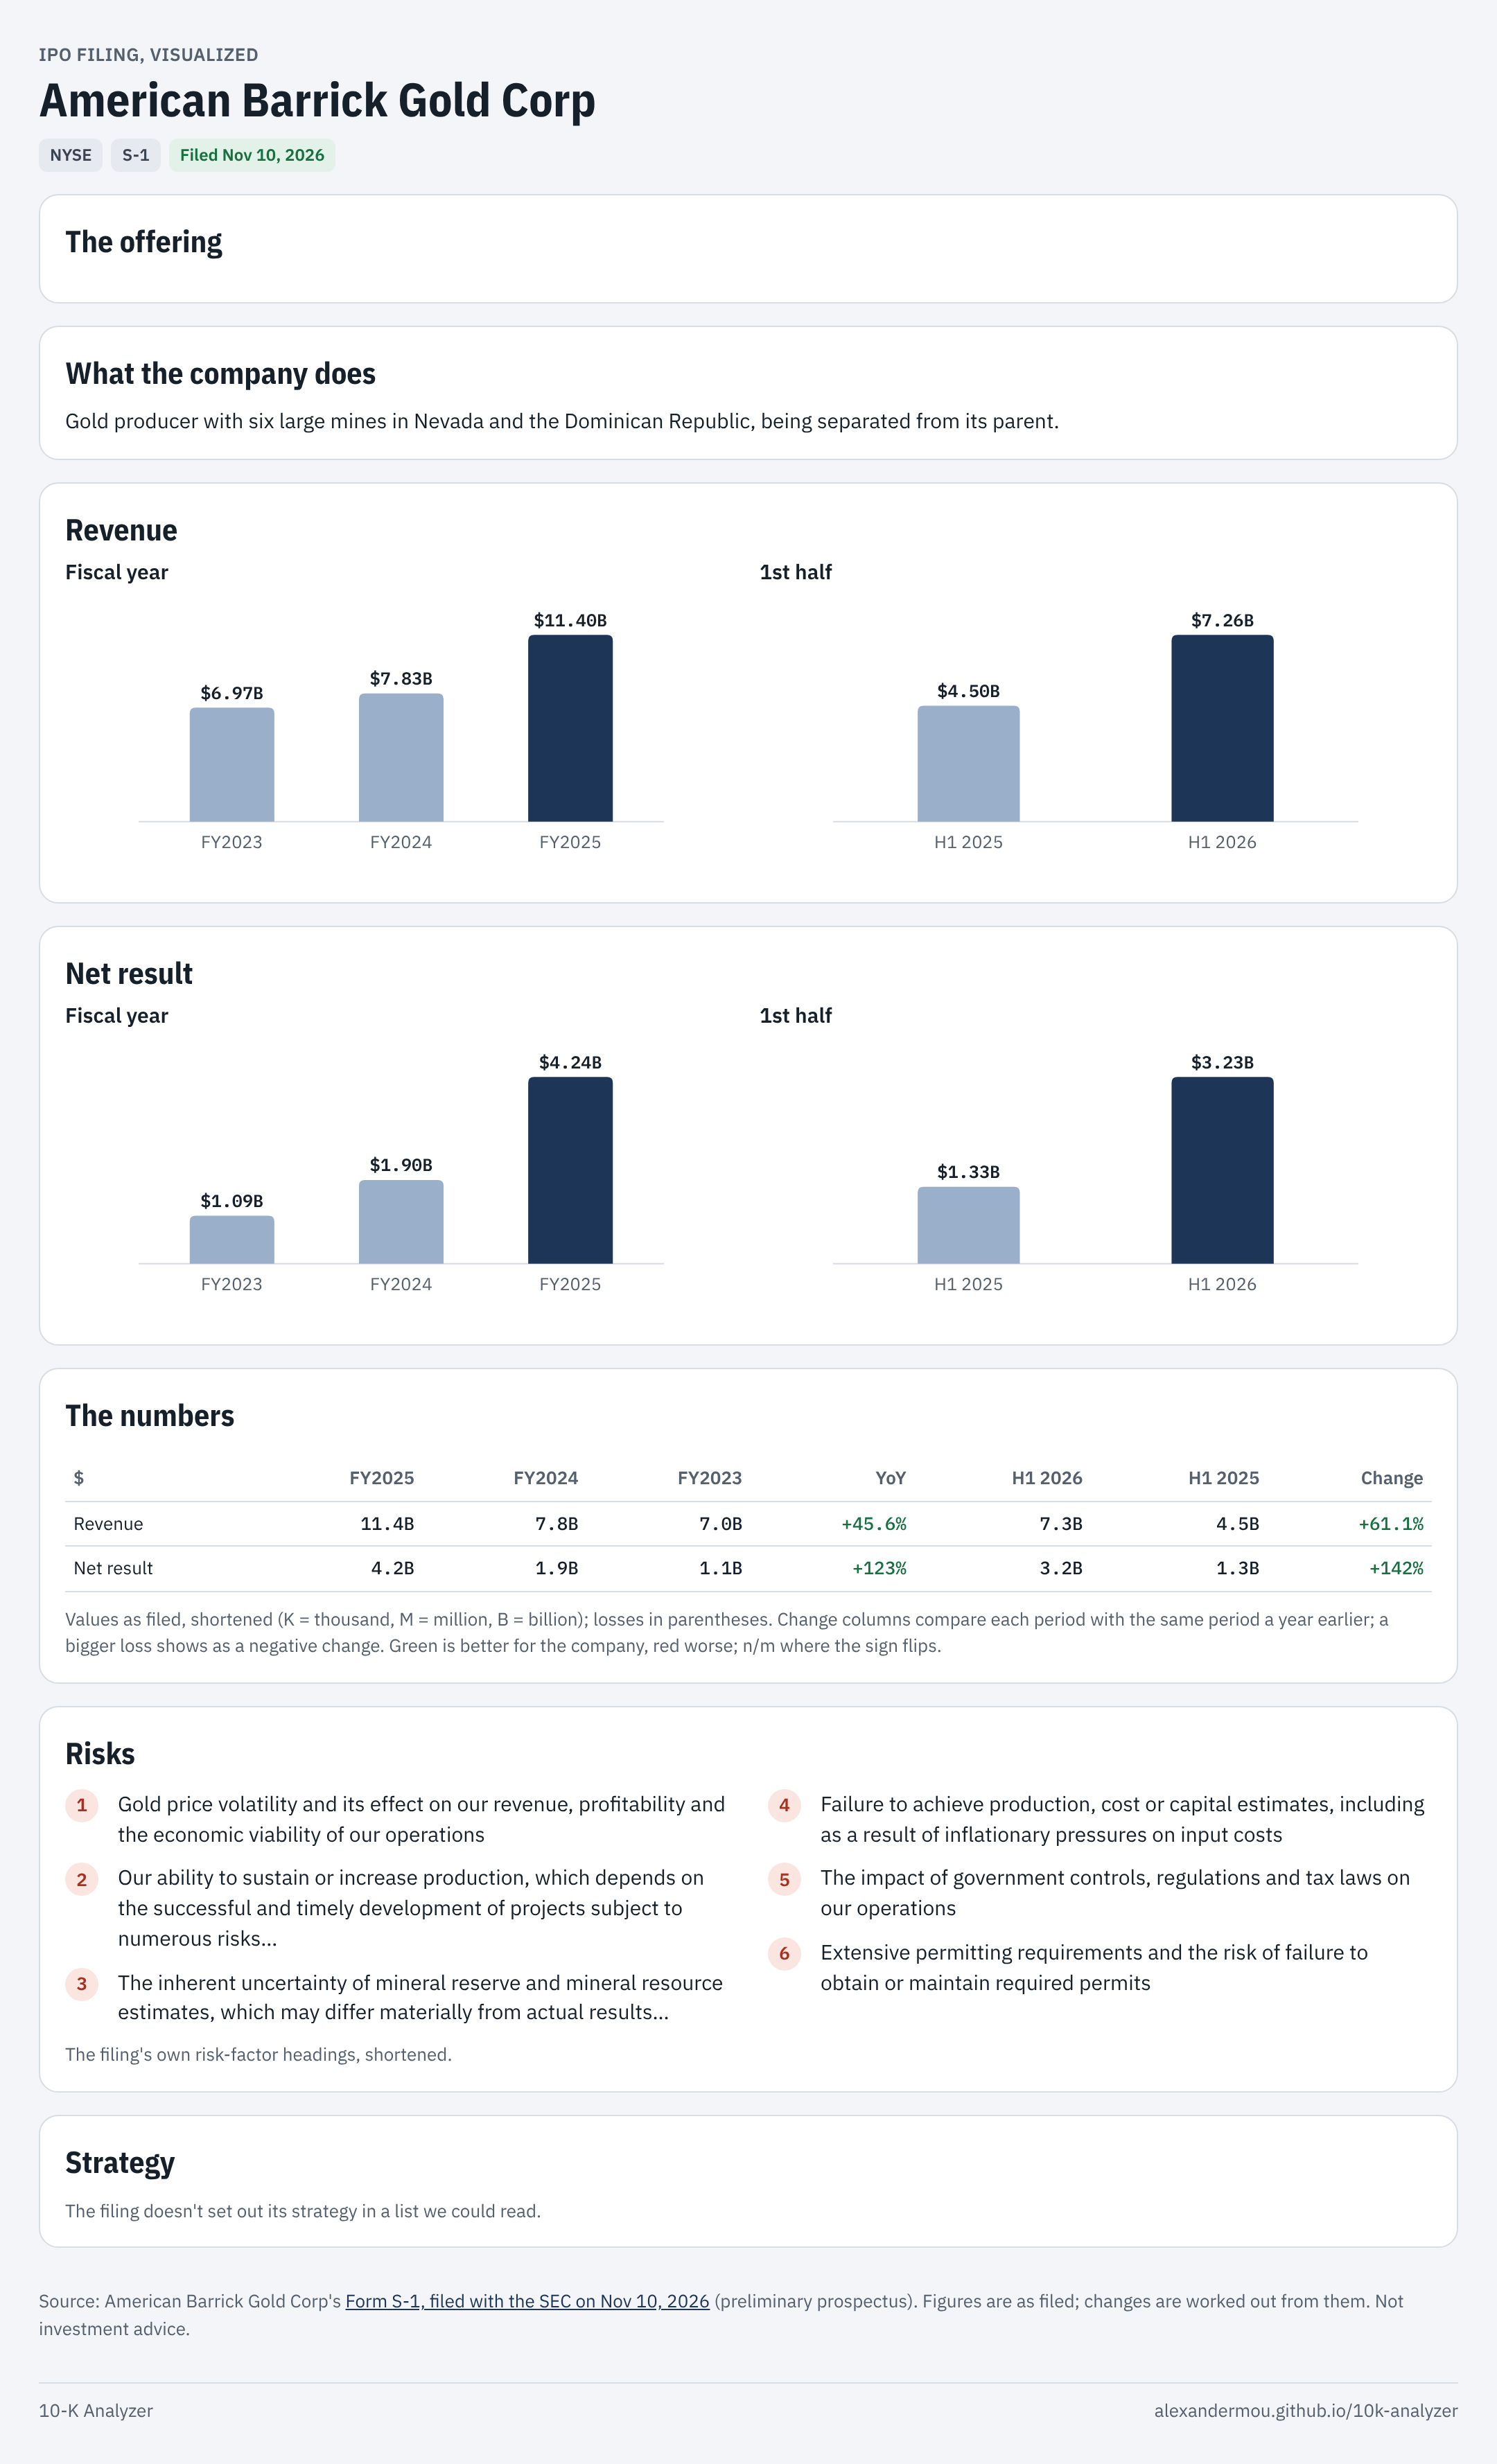 IPO FILING, VISUALIZED
American Barrick Gold Corp
NYSE S-1 Filed Nov 10, 2026
The offering
What the company does
Gold producer with six large mines in Nevada and the Dominican Republic, being separated from its parent.
Revenue
Fiscal year
$6.97B $7.83B $11.40B
FY2023 FY2024 FY2025
1st half
$4.50B $7.26B
H1 2025 H1 2026
Net result
Fiscal year
$1.09B $1.90B $4.24B
FY2023 FY2024 FY2025
1st half
$1.33B $3.23B
H1 2025 H1 2026
The numbers
$ FY2025 FY2024 FY2023 YoY H1 2026 H1 2025 Change
Revenue 11.4B 7.8B 7.0B +45.6% 7.3B 4.5B +61.1%
Net result 4.2B 1.9B 1.1B +123% 3.2B 1.3B +142%
Values as filed, shortened (K = thousand, M = million, B = billion); losses in parentheses. Change columns compare each period with the same period a year earlier; a
bigger loss shows as a negative change. Green is better for the company, red worse; n/m where the sign flips.
Risks
1 Gold price volatility and its effect on our revenue, profitability and
the economic viability of our operations
2 Our ability to sustain or increase production, which depends on
the successful and timely development of projects subject to
numerous risks…
3 The inherent uncertainty of mineral reserve and mineral resource
estimates, which may differ materially from actual results…
4 Failure to achieve production, cost or capital estimates, including
as a result of inflationary pressures on input costs
5 The impact of government controls, regulations and tax laws on
our operations
6 Extensive permitting requirements and the risk of failure to
obtain or maintain required permits
The filing's own risk-factor headings, shortened.
Strategy
The filing doesn't set out its strategy in a list we could read.
Source: American Barrick Gold Corp's Form S-1, filed with the SEC on Nov 10, 2026 (preliminary prospectus). Figures are as filed; changes are worked out from them. Not
investment advice.
10-K Analyzer
alexandermou.github.io/10k-analyzer